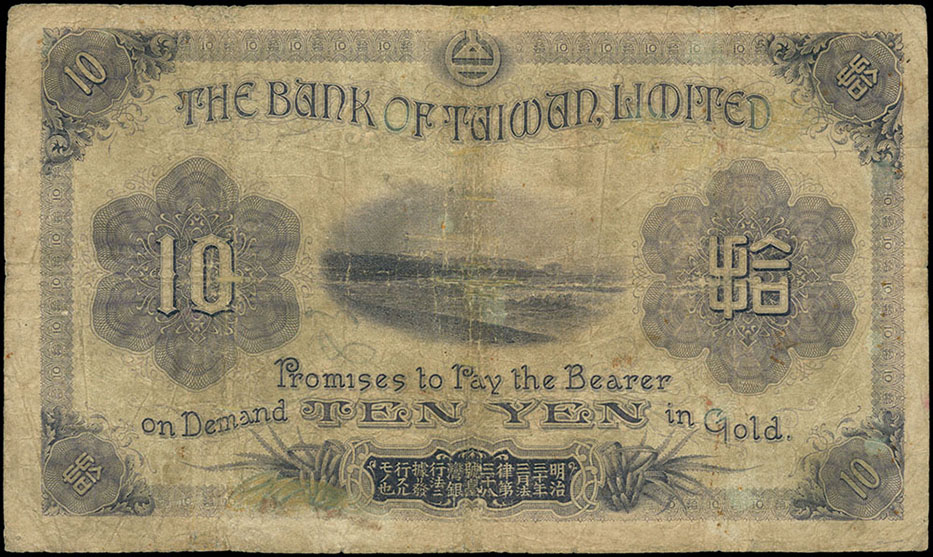 10
拾
THE BANK OF TAIWAN, LIMITED
10
拾
Promises to Pay the Bearer
on Demand TEN YEN in Gold.
明治
三十年
三月法
律第
三十八
號臺
灣銀
行法ニ
據テ發
行スル
モノ也
拾
10